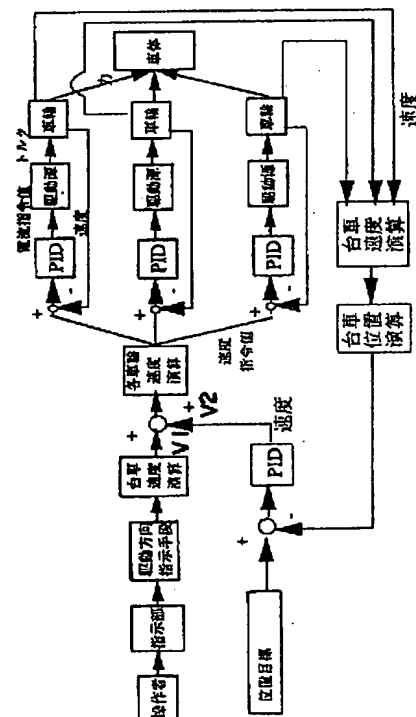 操作者
指示部
駆動方向
指示手段
台車
速度
演算
V1
+
+
V2
各車輪
速度
演算
速度
指令値
+
-
PID
電流指令値
駆動源
トルク
車輪
速度
力
車体
+
-
PID
駆動源
車輪
+
-
PID
駆動源
車輪
位置目標
+
-
PID
速度
台車
位置
演算
台車
速度
演算
速度